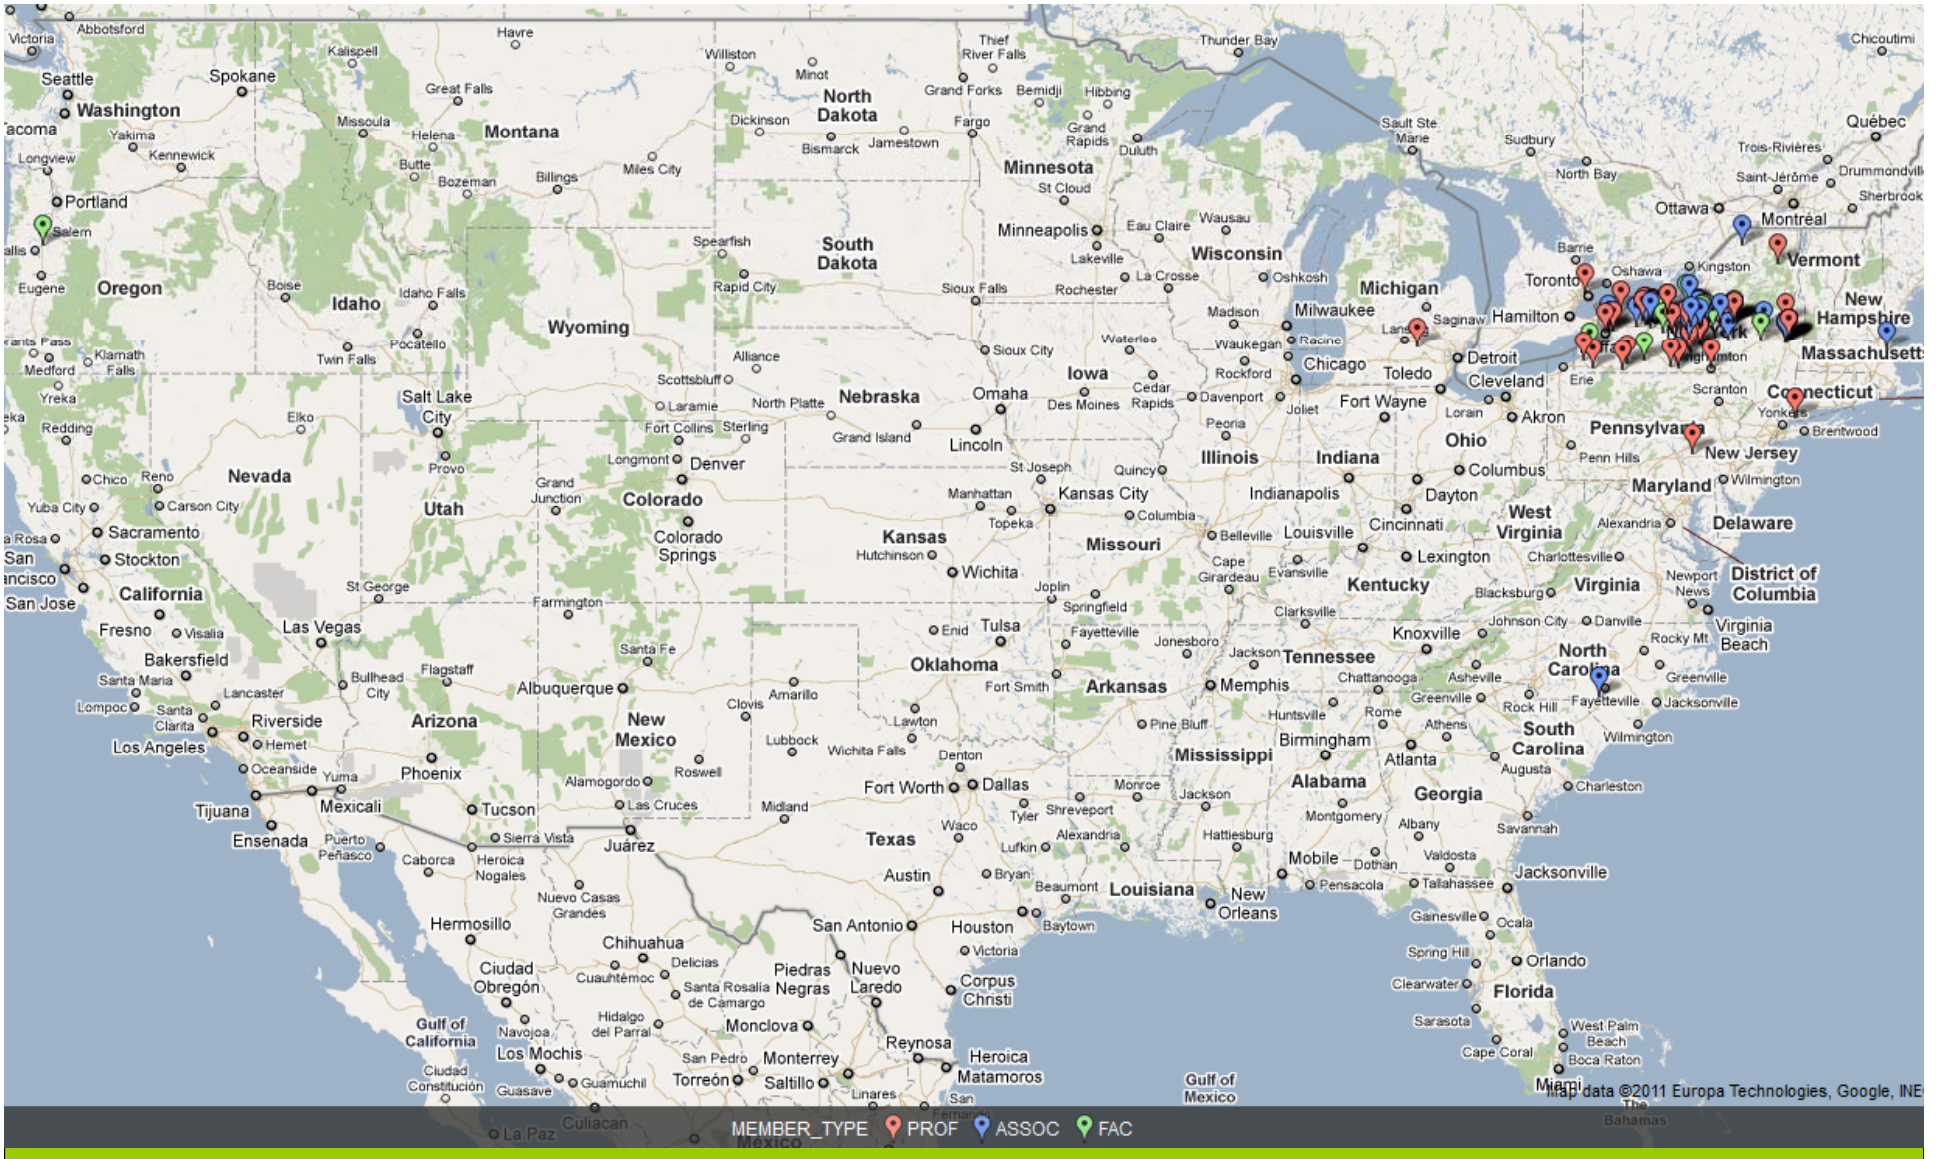 Abbotsford
Victoria
Havre
Kalispell
Williston
Minot
Thief
River Falls
Thunder Bay
Chicoutimi
Seattle
Spokane
Great Falls
Grand Forks
Bemidji
Hibbing
Washington
North
Dakota
Yakima
Missoula
Helena
Montana
Dickinson
Bismarck
Jamestown
Fargo
Grand
Rapids
Duluth
Sault Ste
Marie
Sudbury
Québec
Trois-Rivières
Longview
Kennewick
Butte
Bozeman
Billings
Miles City
Minnesota
St Cloud
North Bay
Saint-Jérôme
Portland
Ottawa
Montréal
Salem
Minneapolis
Eau Claire
Wausau
Spearfish
South
Dakota
Lakeville
Wisconsin
Barrie
Vermont
Eugene
Oregon
Boise
Idaho
Idaho Falls
Rapid City
Sioux Falls
Rochester
La Crosse
Oshkosh
Michigan
Toronto
Oshawa
Kingston
New
Hampshire
Wyoming
Madison
Milwaukee
Saginaw
Hamilton
Klamath
Falls
Medford
Twin Falls
Pocatello
Alliance
Sioux City
Waterloo
Waukegan
Racine
Rockford
Chicago
Detroit
Toledo
Cleveland
Erie
Scranton
Yreka
Salt Lake
City
Scottsbluff
Laramie
North Platte
Nebraska
Omaha
Iowa
Des Moines
Cedar
Rapids
Davenport
Joliet
Fort Wayne
Lorain
Akron
Connecticut
Yonkers
Brentwood
Redding
Elko
Fort Collins
Sterling
Grand Island
Lincoln
Peoria
Ohio
Pennsylvania
Provo
Longmont
Denver
St Joseph
Quincy
Illinois
Indiana
Columbus
Penn Hills
New Jersey
Chico
Reno
Nevada
Grand
Junction
Colorado
Manhattan
Kansas City
Indianapolis
Dayton
Maryland
Wilmington
Yuba City
Carson City
Utah
Topeka
Columbia
Cincinnati
West
Virginia
Alexandria
Delaware
Sacramento
Colorado
Springs
Kansas
Hutchinson
Missouri
Belleville
Louisville
Stockton
Wichita
Cape
Girardeau
Evansville
Lexington
Charlottesville
San Jose
California
St George
Farmington
Joplin
Springfield
Kentucky
Blacksburg
Virginia
Newport
News
District of
Columbia
Fresno
Visalia
Las Vegas
Enid
Tulsa
Fayetteville
Clarksville
Johnson City
Danville
Virginia
Beach
Bakersfield
Santa Fe
Oklahoma
Jonesboro
Jackson
Tennessee
Knoxville
North
Carolina
Rocky Mt
Santa Maria
Bullhead
City
Flagstaff
Albuquerque
Amarillo
Fort Smith
Arkansas
Memphis
Chattanooga
Asheville
Greenville
Greenville
Lompoc
Santa
Clarita
Lancaster
Riverside
Arizona
New
Mexico
Clovis
Lawton
Pine Bluff
Huntsville
Rome
Athens
Rock Hill
Fayetteville
Jacksonville
Los Angeles
Hemet
Lubbock
Wichita Falls
Denton
Mississippi
Birmingham
Atlanta
South
Carolina
Wilmington
Oceanside
Yuma
Phoenix
Roswell
Alamogordo
Fort Worth
Dallas
Monroe
Alabama
Augusta
Tijuana
Mexicali
Tucson
Las Cruces
Midland
Tyler
Shreveport
Jackson
Montgomery
Georgia
Charleston
Ensenada
Puerto
Peñasco
Sierra Vista
Juárez
Texas
Waco
Lufkin
Alexandria
Hattiesburg
Albany
Savannah
Caborca
Heroica
Nogales
Mobile
Dothan
Valdosta
Nuevo Casas
Grandes
Austin
Bryan
Beaumont
Louisiana
New
Orleans
Pensacola
Tallahassee
Jacksonville
Hermosillo
San Antonio
Houston
Baytown
Gainesville
Ocala
Chihuahua
Cuauhtémoc
Delicias
Victoria
Spring Hill
Orlando
Ciudad
Obregón
Santa Rosalía
de Camargo
Piedras
Negras
Nuevo
Laredo
Corpus
Christi
Clearwater
Florida
Navojoa
Hidalgo
del Parral
Monclova
Sarasota
West Palm
Beach
Gulf of
California
Los Mochis
San Pedro
Monterrey
Reynosa
Heroica
Matamoros
Cape Coral
Boca Raton
Ciudad
Constitución
Guasave
Guamuchil
Torreón
Saltillo
Linares
Gulf of
Mexico
Miami
Map data ©2011 Europa Technologies, Google, INE
San
Fernando
The
Bahamas
Culiacan
La Paz
México
MEMBER_TYPE PROF ASSOC FAC